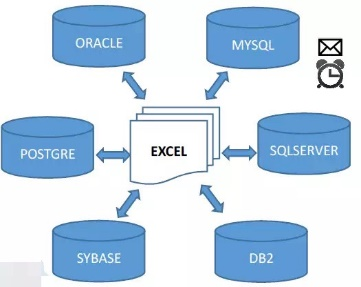 ORACLE
MYSQL
POSTGRE
EXCEL
SQLSERVER
SYBASE
DB2